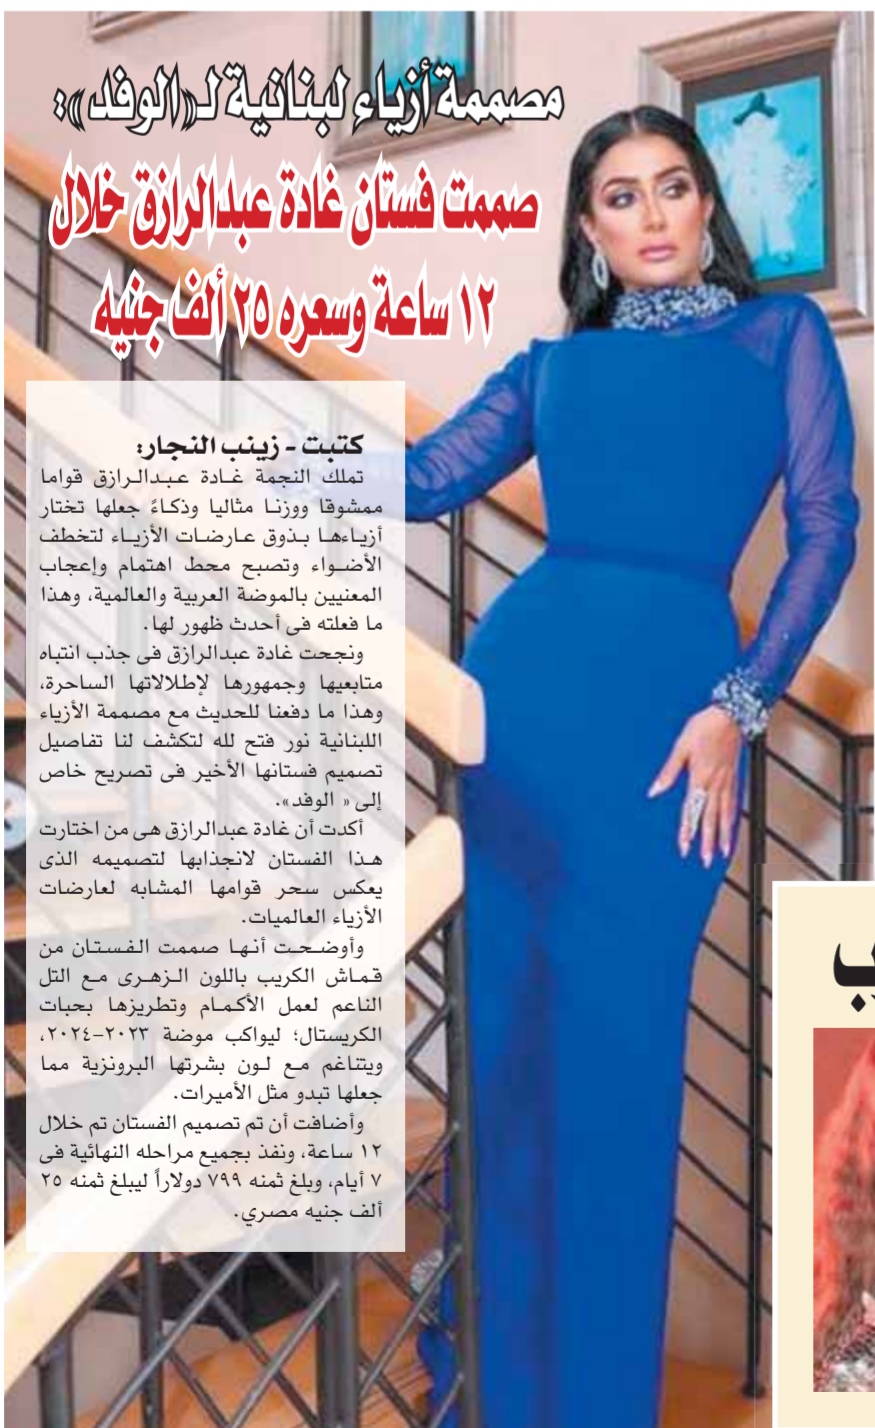 مصممة أزياء لبنانية لـ«الوفد»:
صممت فستان غادة عبدالرازق خلال
١٢ ساعة وسعره ٢٥ ألف جنيه
كتبت - زينب النجار:
تملك النجمة غادة عبدالرازق قواما
ممشوقا ووزنا مثاليا وذكاءً جعلها تختار
أزياءها بذوق عارضات الأزياء لتخطف
الأضواء وتصبح محط اهتمام وإعجاب
المعنيين بالموضة العربية والعالمية، وهذا
ما فعلته فى أحدث ظهور لها.
ونجحت غادة عبدالرازق فى جذب انتباه
متابعيها وجمهورها لإطلالاتها الساحرة،
وهذا ما دفعنا للحديث مع مصممة الأزياء
اللبنانية نور فتح لله لتكشف لنا تفاصيل
تصميم فستانها الأخير فى تصريح خاص
إلى « الوفد».
أكدت أن غادة عبدالرازق هى من اختارت
هذا الفستان لانجذابها لتصميمه الذى
يعكس سحر قوامها المشابه لعارضات
الأزياء العالميات.
وأوضحت أنها صممت الفستان من
قماش الكريب باللون الزهرى مع التل
الناعم لعمل الأكمام وتطريزها بحبات
الكريستال؛ ليواكب موضة ٢٠٢٣-٢٠٢٤،
ويتناغم مع لون بشرتها البرونزية مما
جعلها تبدو مثل الأميرات.
وأضافت أن تم تصميم الفستان تم خلال
١٢ ساعة، ونفذ بجميع مراحله النهائية فى
٧ أيام، وبلغ ثمنه ٧٩٩ دولاراً ليبلغ ثمنه ٢٥
ألف جنيه مصري.